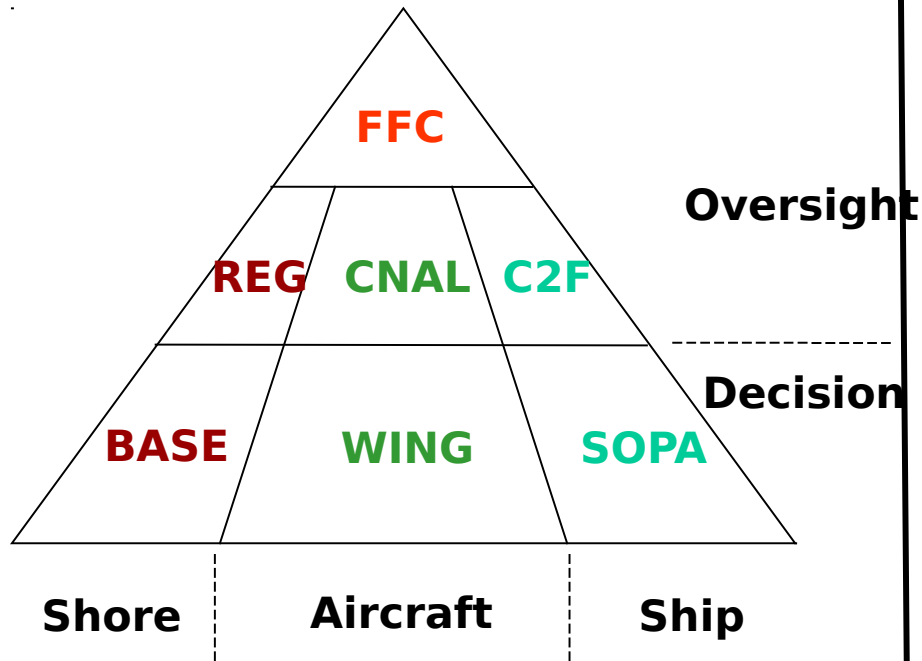 FFC
Oversight
REG CNAL C2F
Decision
BASE WING SOPA
Shore Aircraft Ship